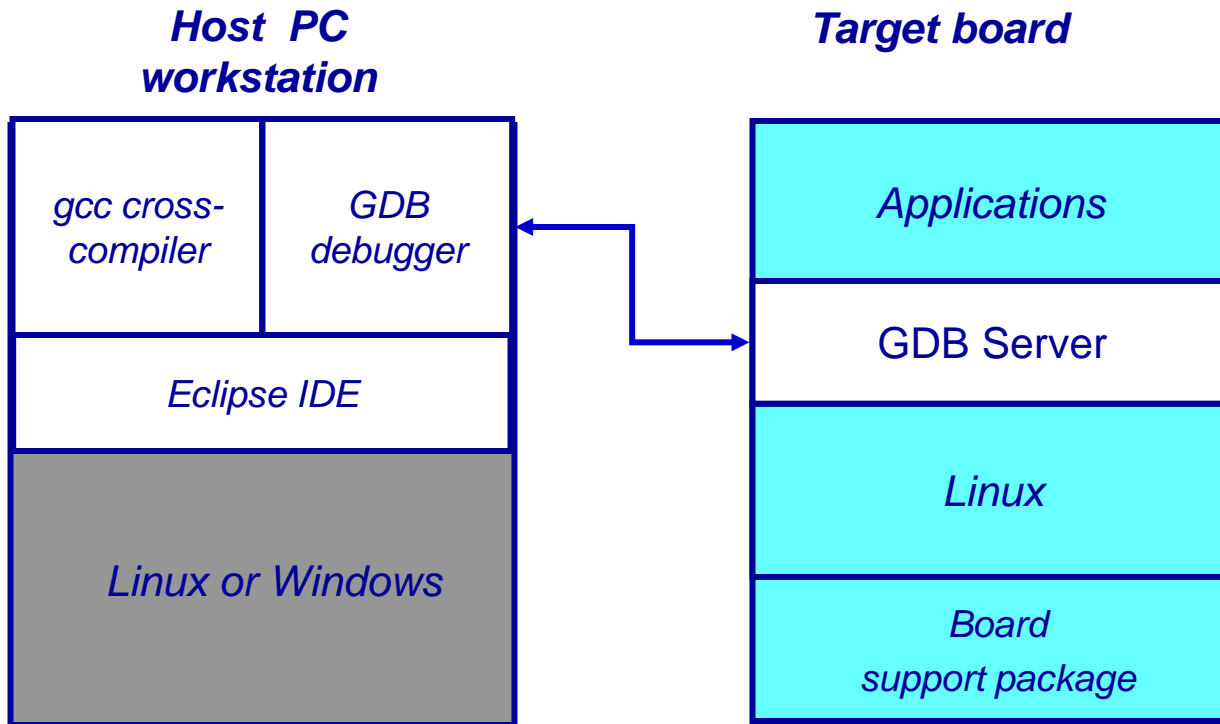 Host PC
workstation
Target board
gcc cross-
compiler
GDB
debugger
Eclipse IDE
Linux or Windows
Applications
GDB Server
Linux
Board
support package